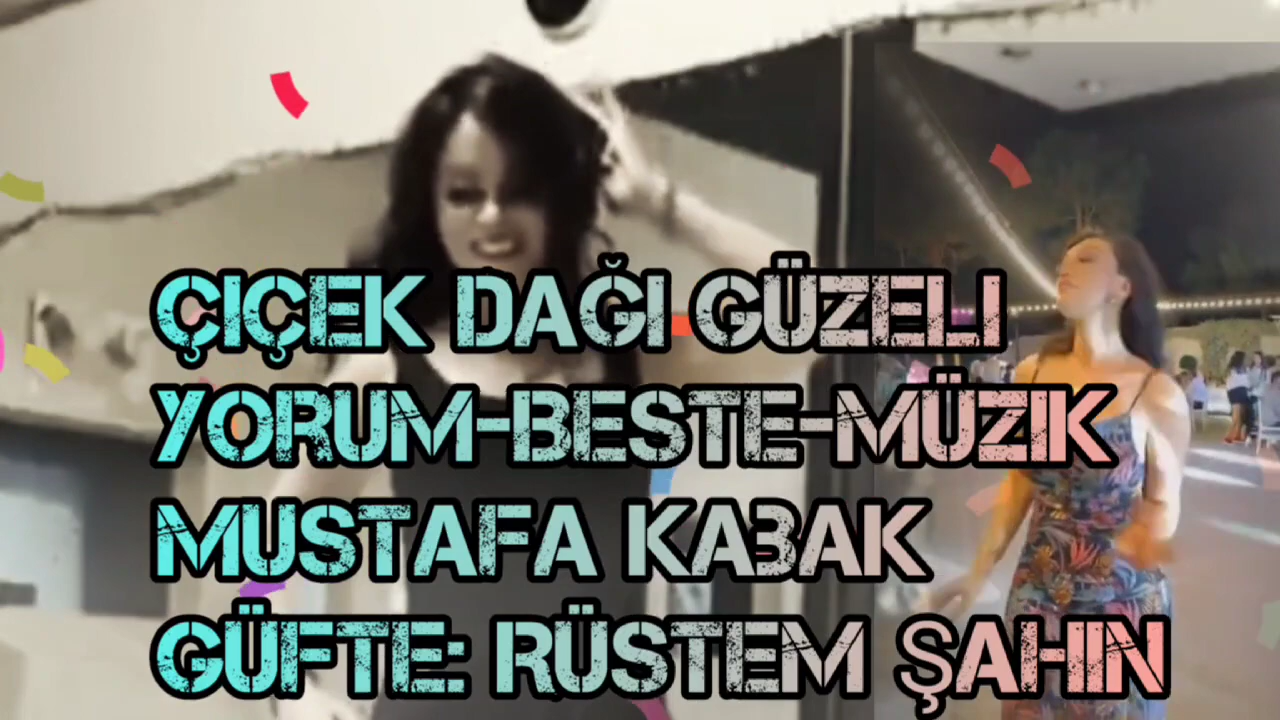 ÇIÇEK DAĞI GÜZELI
YORUM-BESTE-MÜZIK
MUSTAFA KABAK
GÜFTE: RÜSTEM ŞAHIN